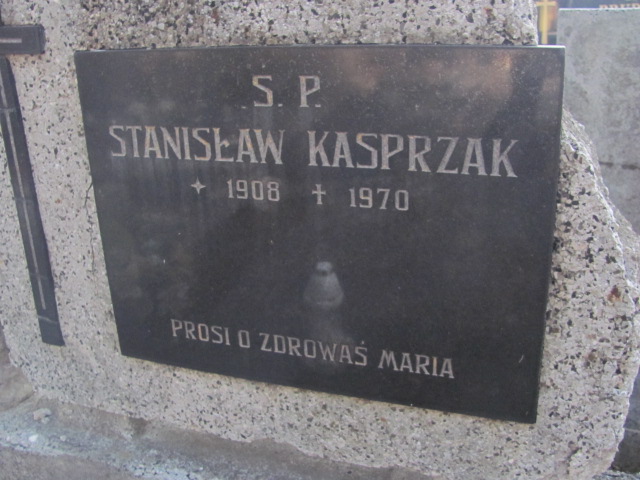 Ś. P.
STANISŁAW KASPRZAK
1908 † 1970
PROSI O ZDROWAŚ MARIA